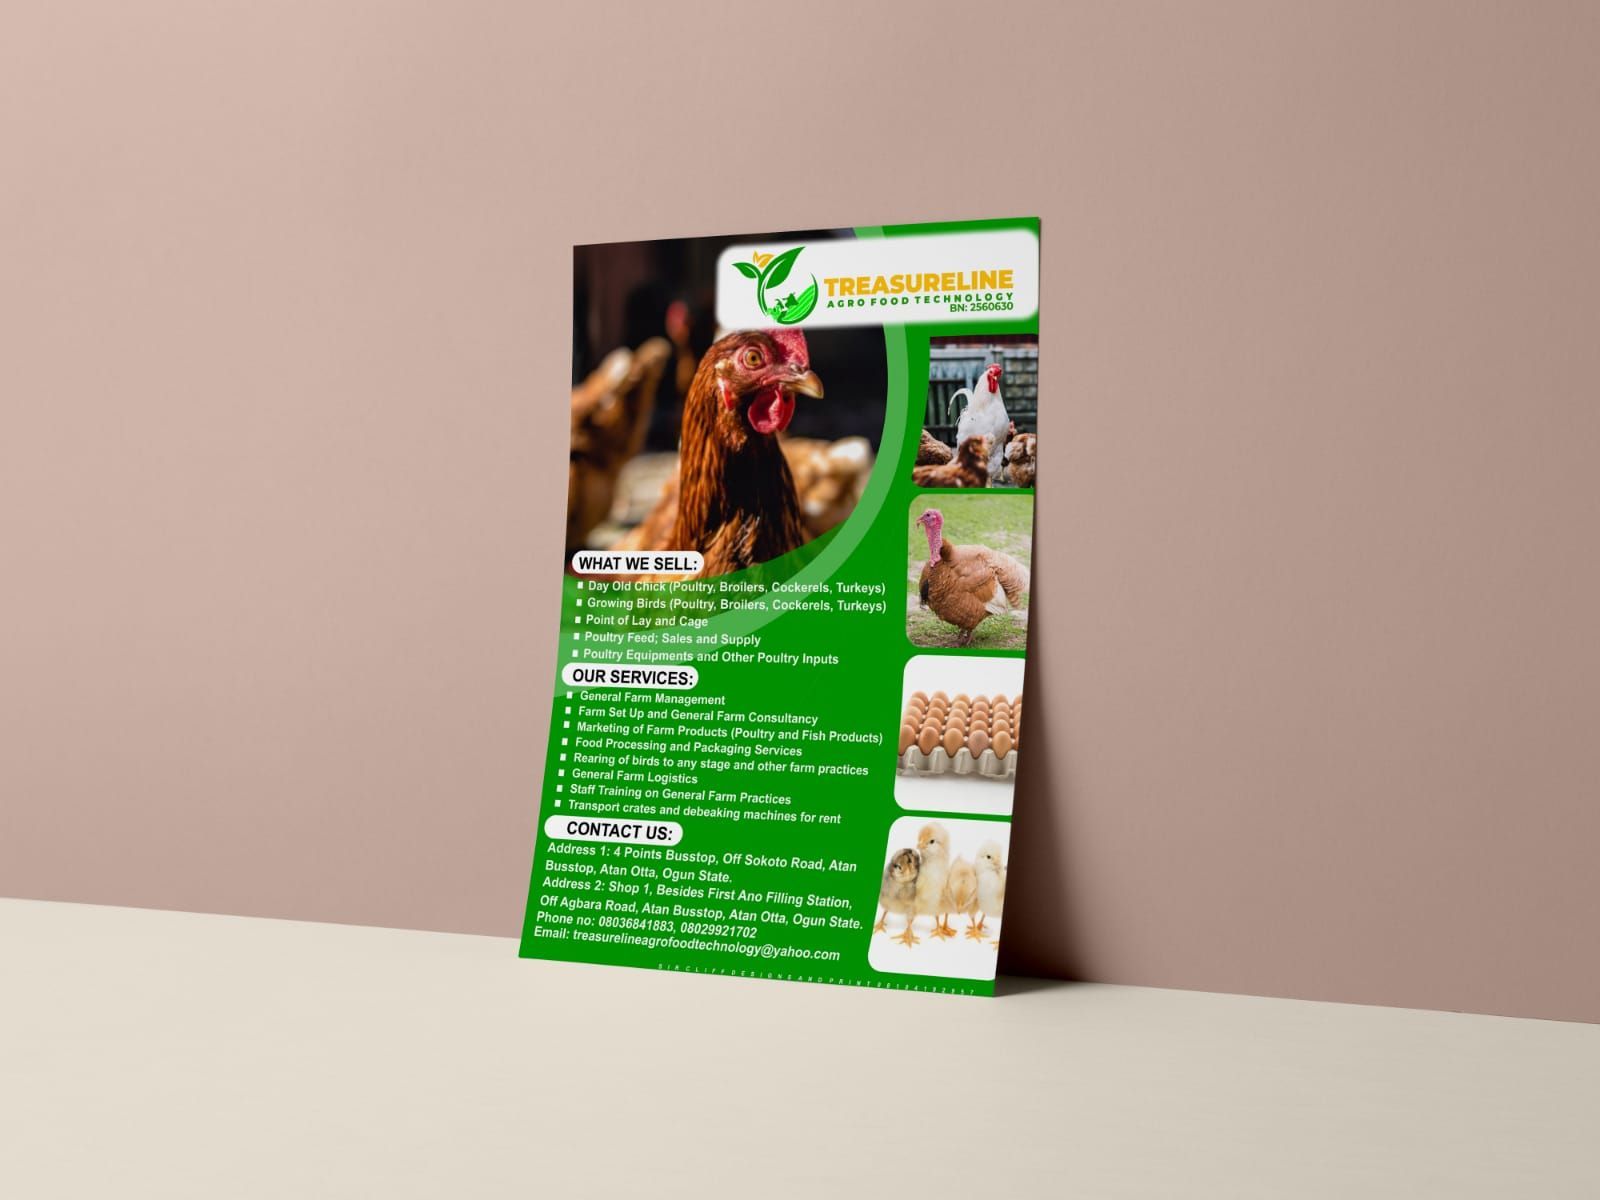 TREASURELINE
AGRO FOOD TECHNOLOGY
BN: 2560630
WHAT WE SELL:
Day Old Chick (Poultry, Broilers, Cockerels, Turkeys)
Growing Birds (Poultry, Broilers, Cockerels, Turkeys)
Point of Lay and Cage
Poultry Feed; Sales and Supply
Poultry Equipments and Other Poultry Inputs
OUR SERVICES:
General Farm Management
Farm Set Up and General Farm Consultancy
Marketing of Farm Products (Poultry and Fish Products)
Food Processing and Packaging Services
Rearing of birds to any stage and other farm practices
General Farm Logistics
Staff Training on General Farm Practices
Transport crates and debeaking machines for rent
CONTACT US:
Address 1: 4 Points Busstop, Off Sokoto Road, Atan
Busstop, Atan Otta, Ogun State.
Address 2: Shop 1, Besides First Ano Filling Station,
Off Agbara Road, Atan Busstop, Atan Otta, Ogun State.
Phone no: 08036841883, 08029921702
Email: treasurelineagrofoodtechnology@yahoo.com
SIRCLIFFDESIGNSANDPRINT